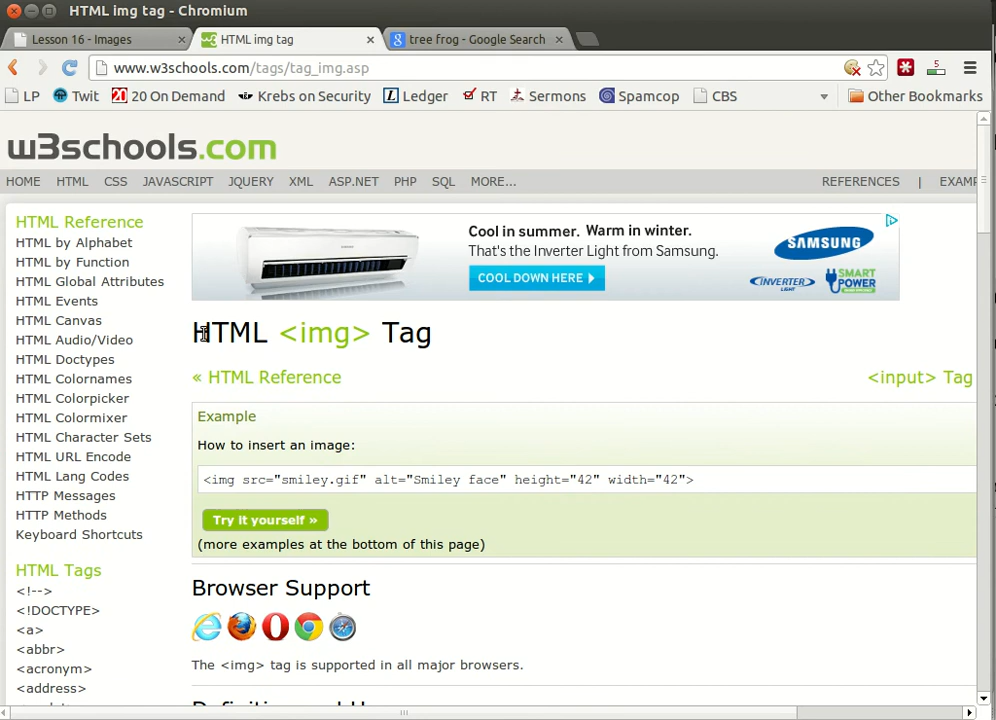 HTML img tag - Chromium
Lesson 16 - Images
HTML img tag
tree frog - Google Search
www.w3schools.com/tags/tag_img.asp
5
LP
Twit
20 On Demand
Krebs on Security
Ledger
RT
Sermons
Spamcop
CBS
Other Bookmarks
w3schools.com
HOME HTML CSS JAVASCRIPT JQUERY XML ASP.NET PHP SQL MORE... REFERENCES | EXAMP
HTML Reference
HTML by Alphabet
HTML by Function
HTML Global Attributes
HTML Events
HTML Canvas
HTML Audio/Video
HTML Doctypes
HTML Colornames
HTML Colorpicker
HTML Colormixer
HTML Character Sets
HTML URL Encode
HTML Lang Codes
HTTP Messages
HTTP Methods
Keyboard Shortcuts
HTML Tags
<!-->
<!DOCTYPE>
<a>
<abbr>
<acronym>
<address>
Cool in summer. Warm in winter.
That's the Inverter Light from Samsung.
COOL DOWN HERE
SAMSUNG
INVERTER
LIGHT
SMART
POWER
HTML <img> Tag
« HTML Reference
<input> Tag
Example
How to insert an image:
<img src="smiley.gif" alt="Smiley face" height="42" width="42">
Try it yourself »
(more examples at the bottom of this page)
Browser Support
The <img> tag is supported in all major browsers.